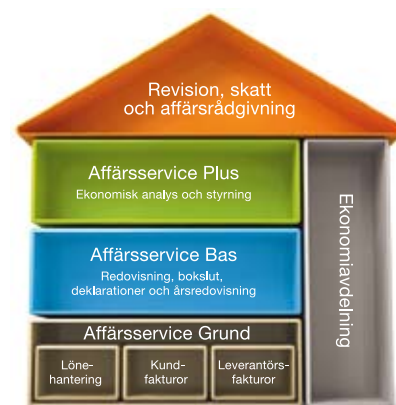 Revision, skatt
och affärsrådgivning
Affärsservice Plus
Ekonomisk analys och styrning
Affärsservice Bas
Redovisning, bokslut,
deklarationer och årsredovisning
Affärsservice Grund
Löne-
hantering
Kund-
fakturor
Leverantörs-
fakturor
Ekonomiavdelning